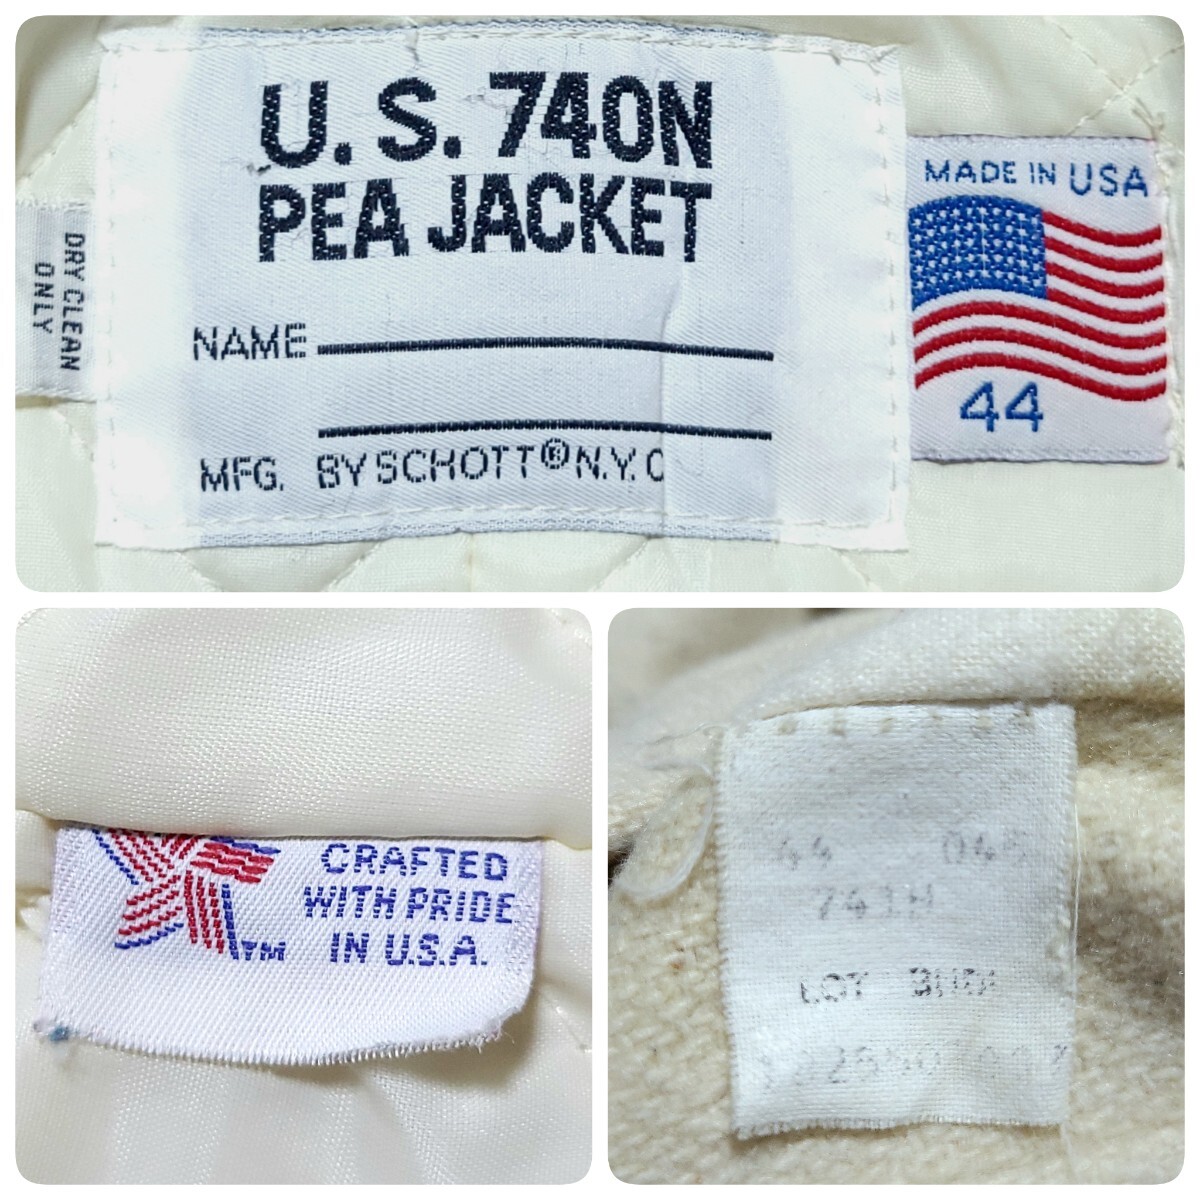 U.S. 740N
PEA JACKET
NAME
MFG. BY SCHOTT® N.Y.C
DRY CLEAN
ONLY
MADE IN USA
44
CRAFTED
WITH PRIDE
IN U.S.A.
TM
44
LOT